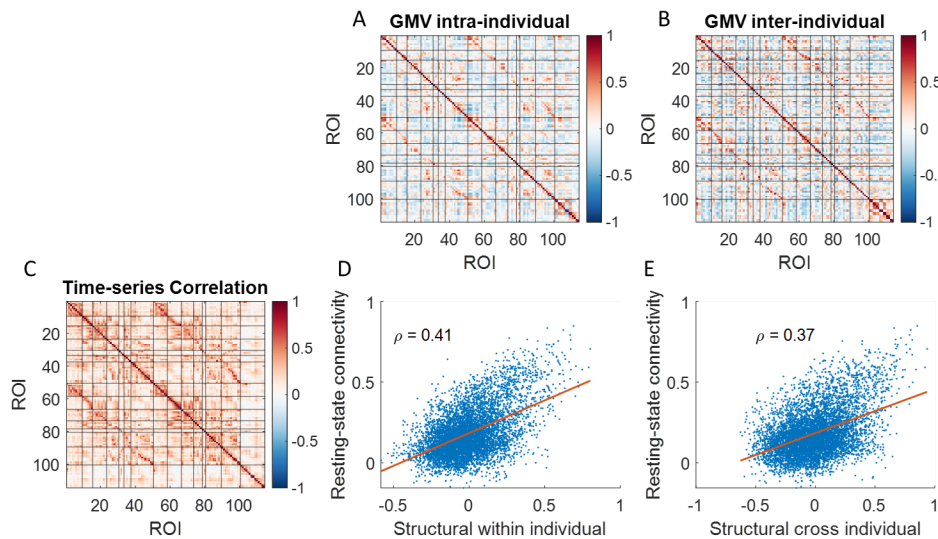 A
GMV intra-individual
1
0.5
0
-0.5
-1
20
40
60
80
100
ROI
20 40 60 80 100
ROI
B
GMV inter-individual
1
0.5
0
-0.5
-1
20
40
60
80
100
ROI
20 40 60 80 100
ROI
C
Time-series Correlation
1
0.5
0
-0.5
-1
20
40
60
80
100
ROI
20 40 60 80 100
ROI
D
ρ = 0.41
1
0.5
0
Resting-state connectivity
-0.5 0 0.5 1
Structural within individual
E
ρ = 0.37
1
0.5
0
Resting-state connectivity
-1 -0.5 0 0.5 1
Structural cross individual